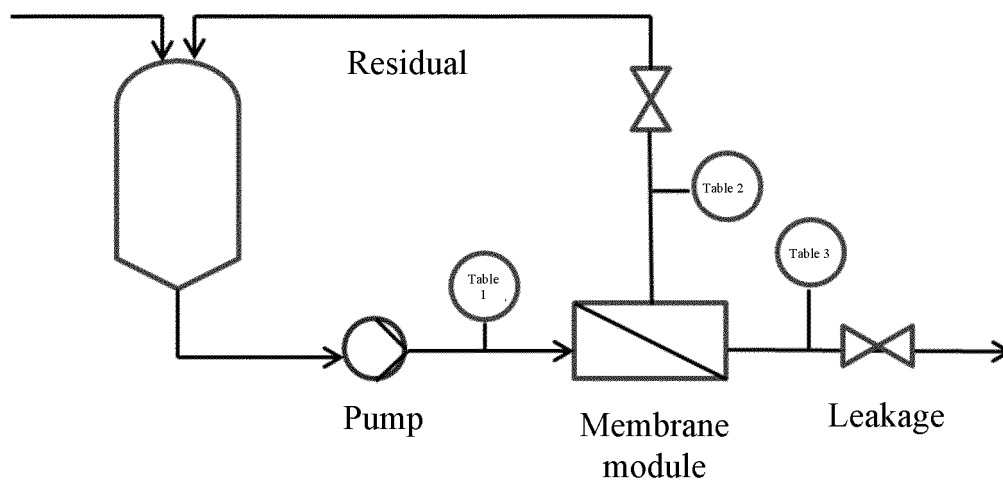 Residual
Table 2
Table 3
Table
1
Pump
Membrane
module
Leakage